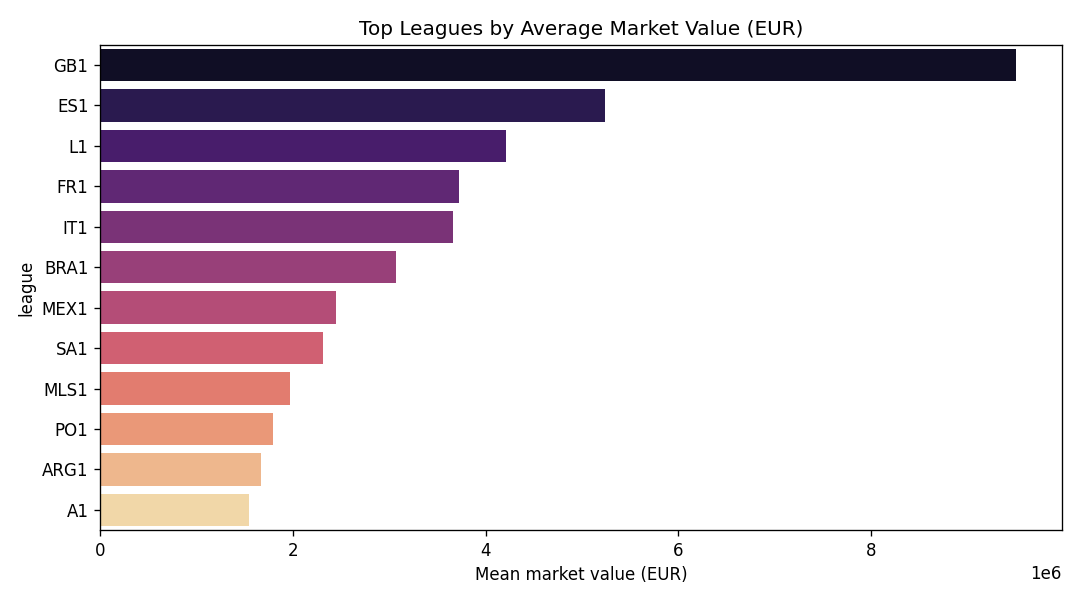 Top Leagues by Average Market Value (EUR)
league
GB1
ES1
L1
FR1
IT1
BRA1
MEX1
SA1
MLS1
PO1
ARG1
A1
0 2 4 6 8
1e6
Mean market value (EUR)